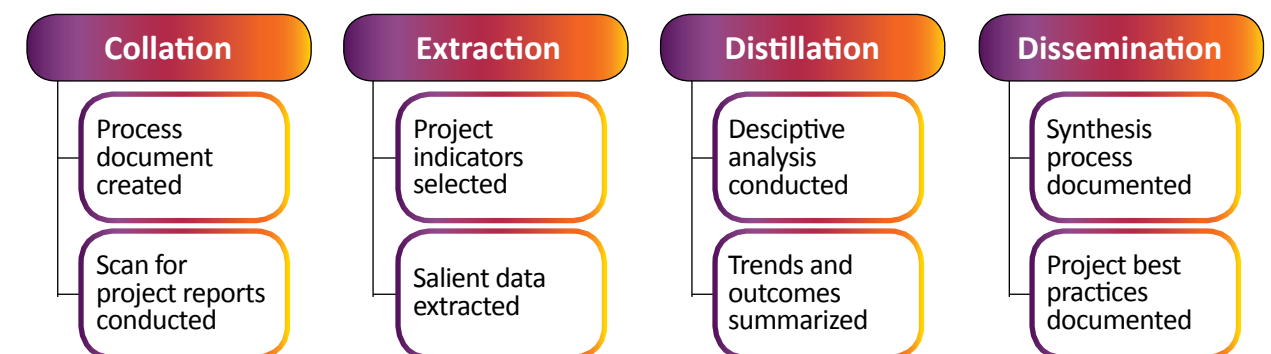 Collation
Process
document
created
Scan for
project reports
conducted
Extraction
Project
indicators
selected
Salient data
extracted
Distillation
Desciptive
analysis
conducted
Trends and
outcomes
summarized
Dissemination
Synthesis
process
documented
Project best
practices
documented